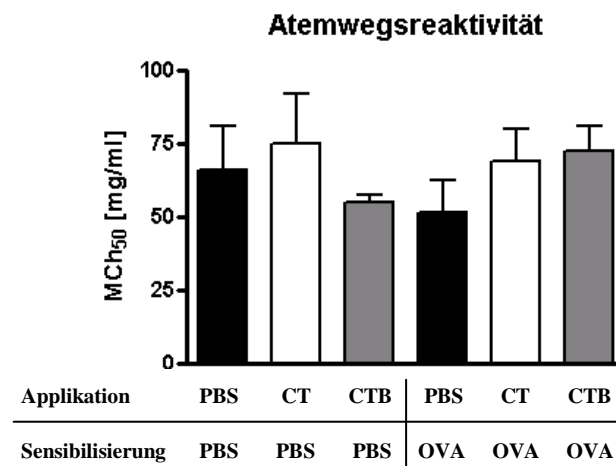 Atemwegsreaktivität
100
75
50
25
0
MCh50 [mg/ml]
Applikation PBS CT CTB PBS CT CTB
Sensibilisierung PBS PBS PBS OVA OVA OVA